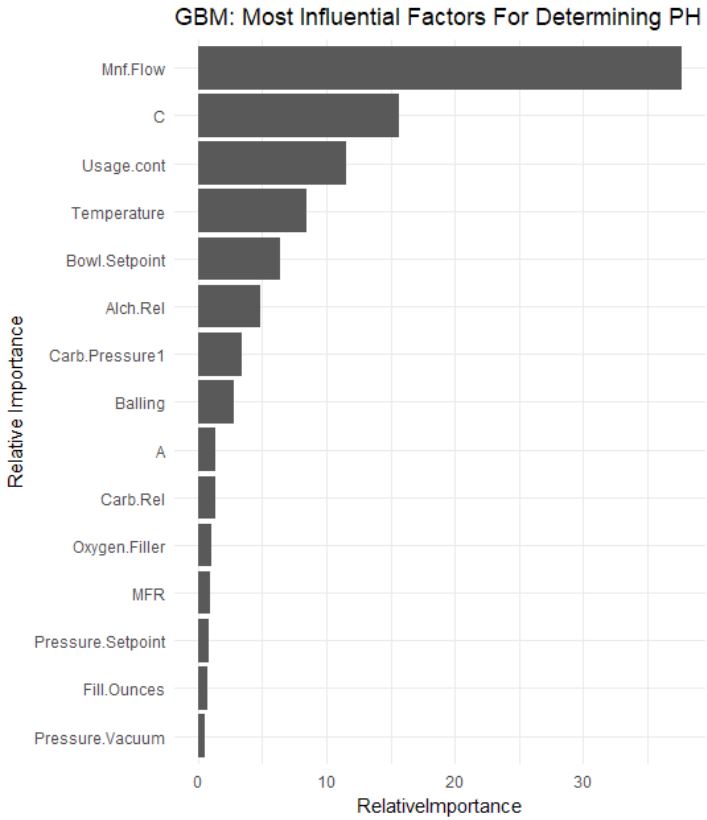 GBM: Most Influential Factors For Determining PH
Relative Importance
Mnf.Flow
C
Usage.cont
Temperature
Bowl.Setpoint
Alch.Rel
Carb.Pressure1
Balling
A
Carb.Rel
Oxygen.Filler
MFR
Pressure.Setpoint
Fill.Ounces
Pressure.Vacuum
0 10 20 30
RelativeImportance